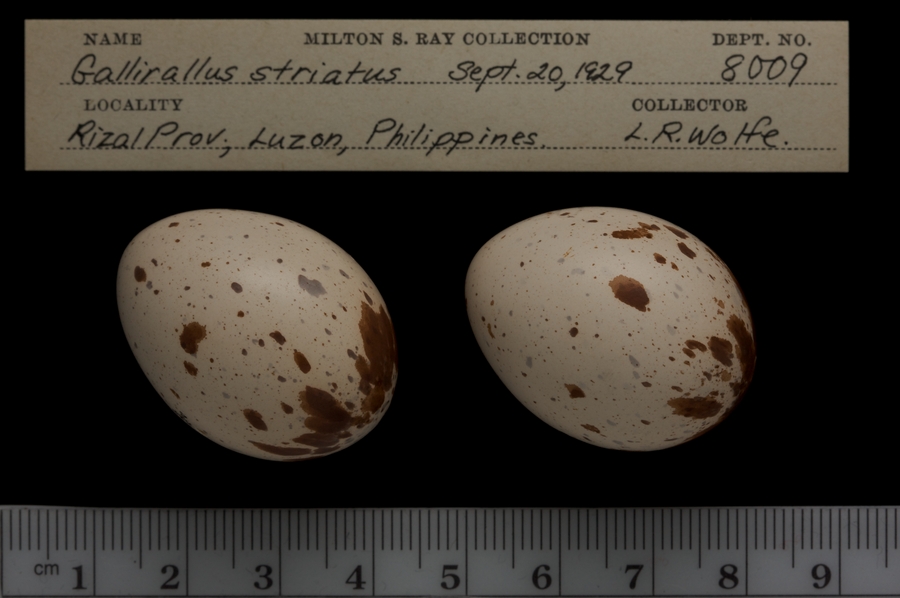 NAME MILTON S. RAY COLLECTION DEPT. NO.
Gallirallus striatus Sept. 20, 1929 8009
LOCALITY COLLECTOR
Rizal Prov., Luzon, Philippines. L.R. Wolfe.
cm 1 2 3 4 5 6 7 8 9